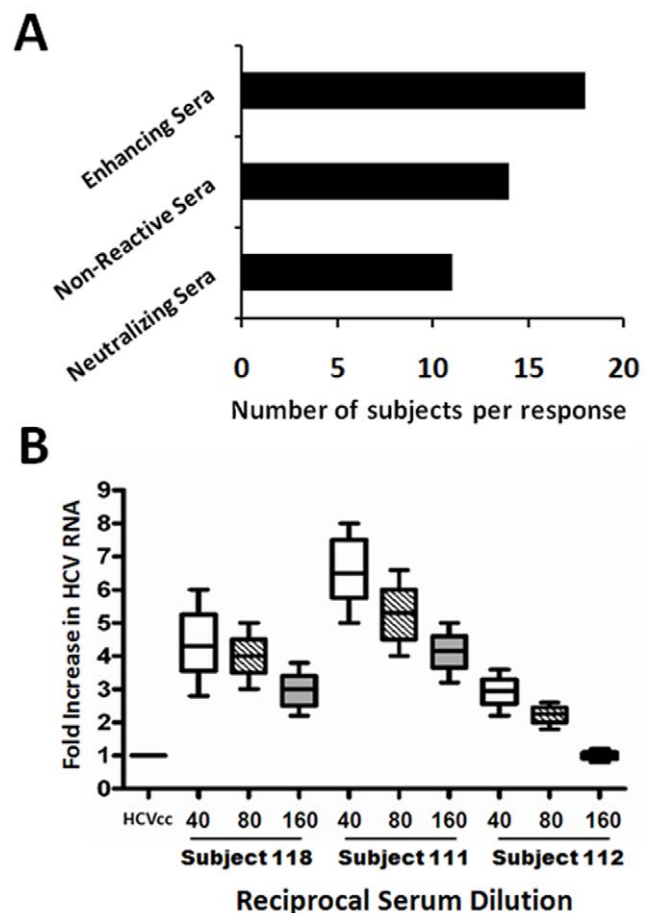 A
Enhancing Sera
Non-Reactive Sera
Neutralizing Sera
0 5 10 15 20
Number of subjects per response
B
Fold Increase in HCV RNA
9
8
7
6
5
4
3
2
1
0
HCVcc 40 80 160 40 80 160 40 80 160
Subject 118 Subject 111 Subject 112
Reciprocal Serum Dilution